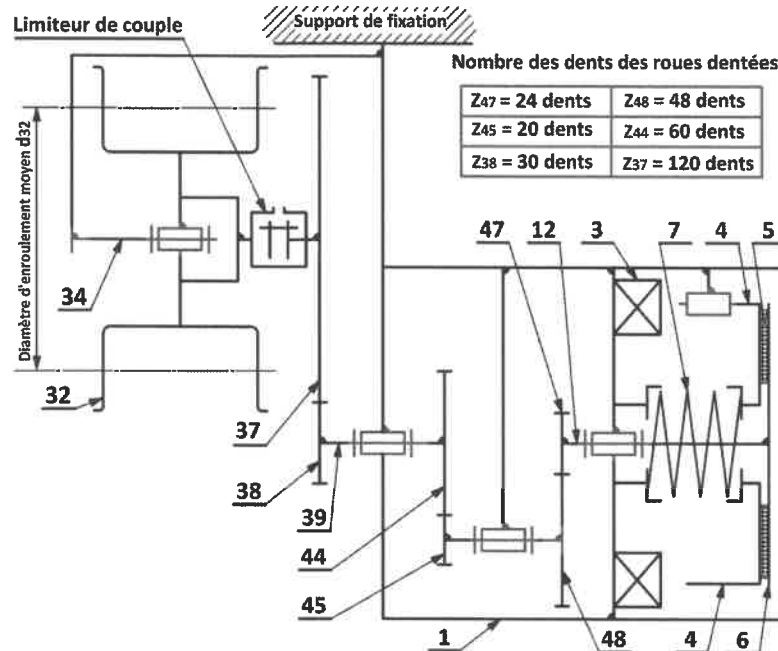 Limiteur de couple
Support de fixation
Nombre des dents des roues dentées
Z47 = 24 dents
Z48 = 48 dents
Z45 = 20 dents
Z44 = 60 dents
Z38 = 30 dents
Z37 = 120 dents
Diamètre d'enroulement moyen d32
47
12
3
7
4
5
34
32
37
38
39
44
45
1
48
4
6